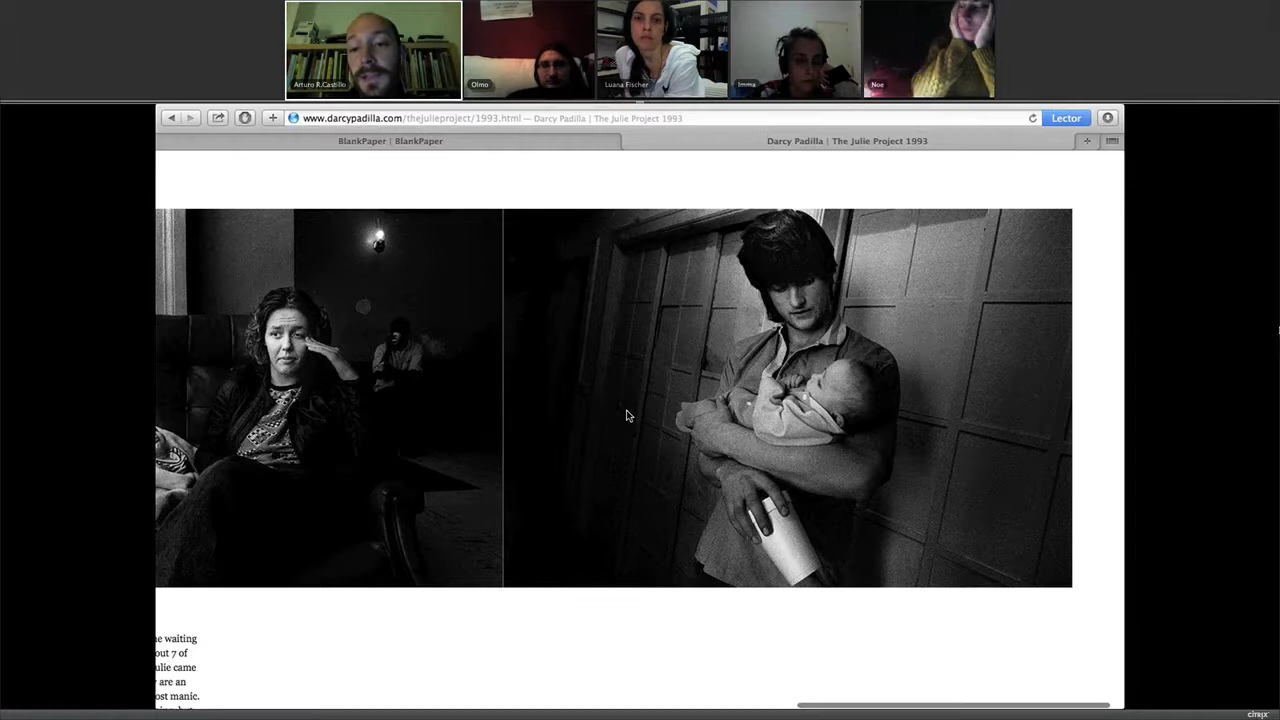 Arturo R.Castillo
Olmo
Luana Fischer
Imma
Noe
www.darcypadilla.com/thejulieproject/1993.html — Darcy Padilla | The Julie Project 1993
Lector
BlankPaper | BlankPaper
Darcy Padilla | The Julie Project 1993
he waiting
out 7 of
ulie came
are an
ost manic.
CITRIX